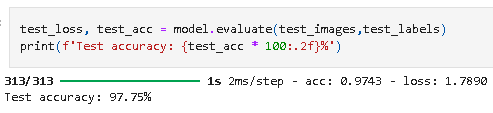 test_loss, test_acc = model.evaluate(test_images,test_labels)
print(f'Test accuracy: {test_acc * 100:.2f}%')
313/313 1s 2ms/step - acc: 0.9743 - loss: 1.7890
Test accuracy: 97.75%